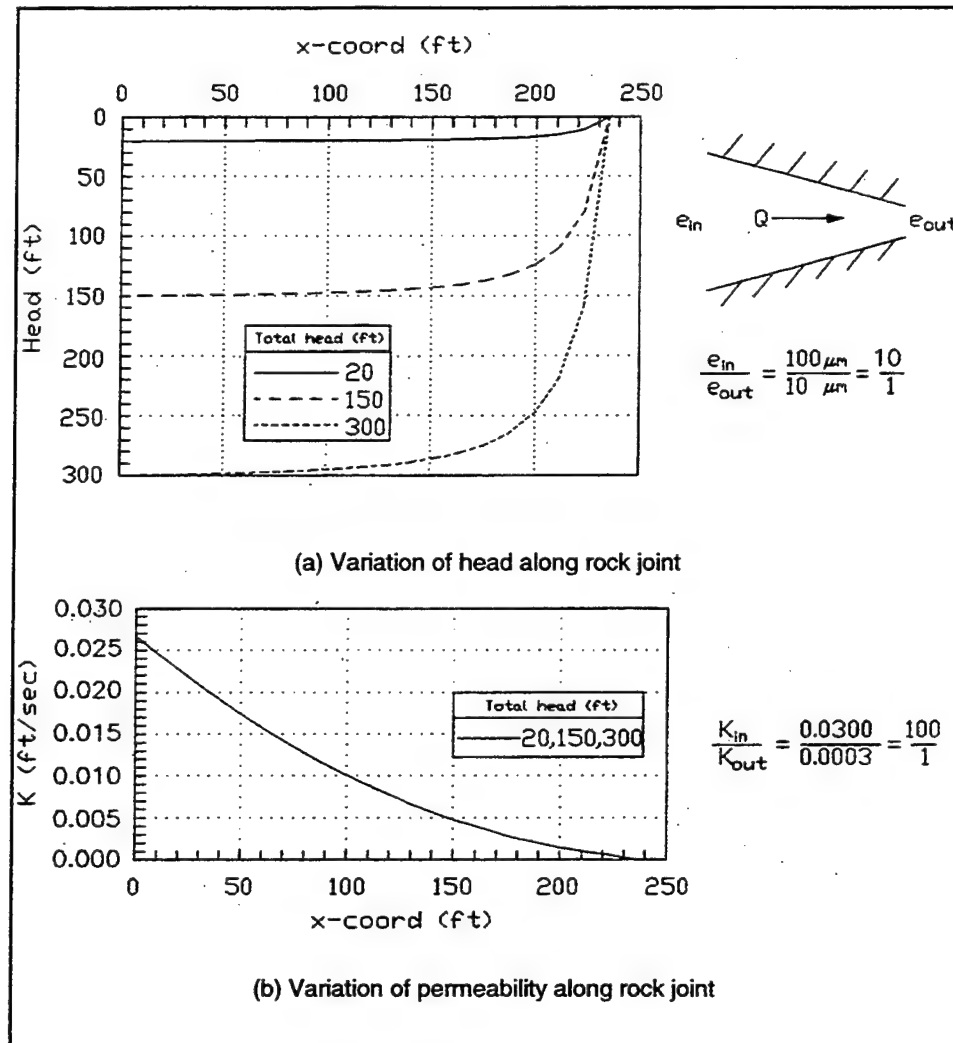 x-coord (ft)
0 50 100 150 200 250
0
50
100
150
200
250
300
Head (ft)
Total head (ft)
20
150
300
e_in Q e_out
e_in / e_out = 100 μm / 10 μm = 10 / 1
(a) Variation of head along rock joint
0.030
0.025
0.020
0.015
0.010
0.005
0.000
K (ft/sec)
Total head (ft)
20,150,300
K_in / K_out = 0.0300 / 0.0003 = 100 / 1
0 50 100 150 200 250
x-coord (ft)
(b) Variation of permeability along rock joint